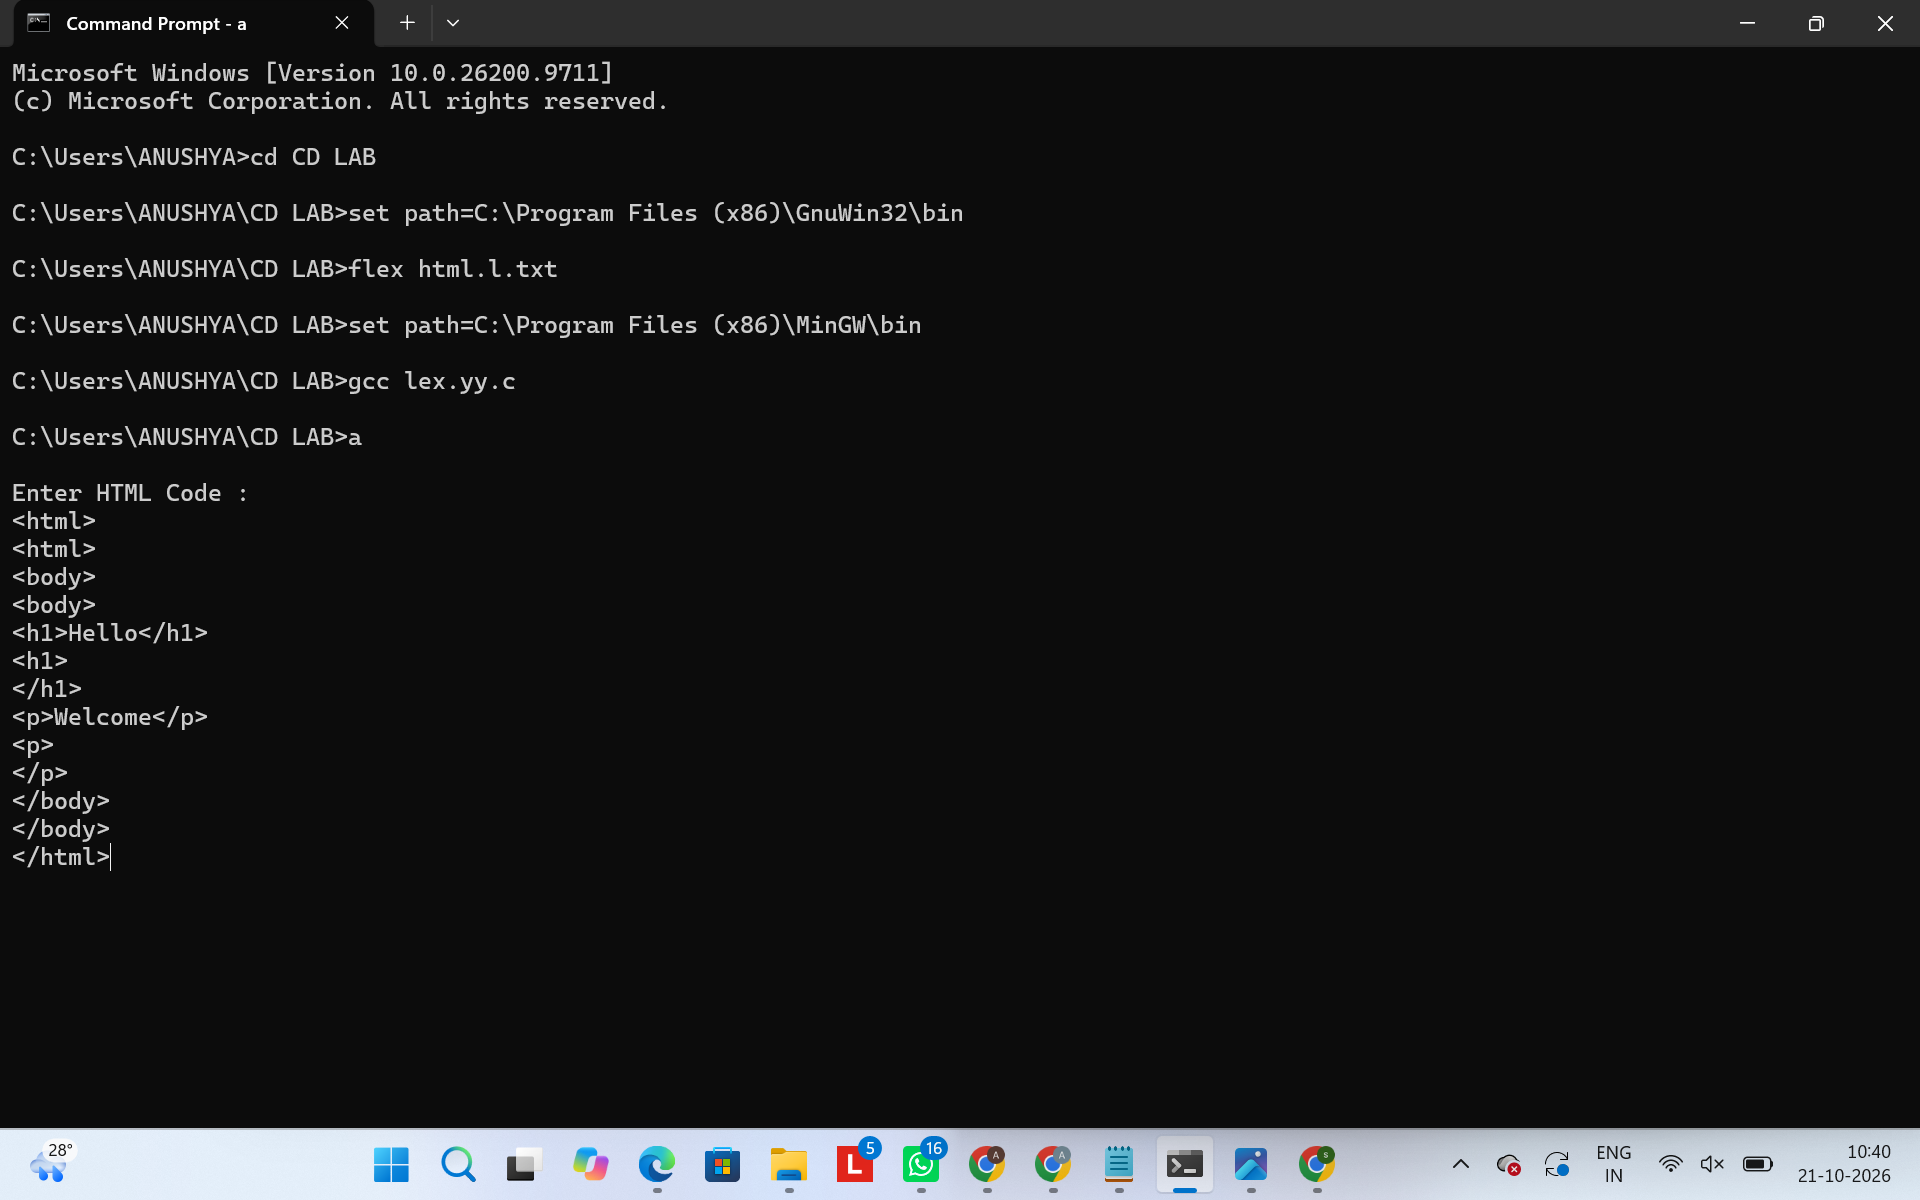 Command Prompt - a
Microsoft Windows [Version 10.0.26200.9711]
(c) Microsoft Corporation. All rights reserved.
C:\Users\ANUSHYA>cd CD LAB
C:\Users\ANUSHYA\CD LAB>set path=C:\Program Files (x86)\GnuWin32\bin
C:\Users\ANUSHYA\CD LAB>flex html.l.txt
C:\Users\ANUSHYA\CD LAB>set path=C:\Program Files (x86)\MinGW\bin
C:\Users\ANUSHYA\CD LAB>gcc lex.yy.c
C:\Users\ANUSHYA\CD LAB>a
Enter HTML Code :
<html>
<html>
<body>
<body>
<h1>Hello</h1>
<h1>
</h1>
<p>Welcome</p>
<p>
</p>
</body>
</body>
</html>
28°
L
5
16
A
A
s
ENG
IN
10:40
21-10-2026